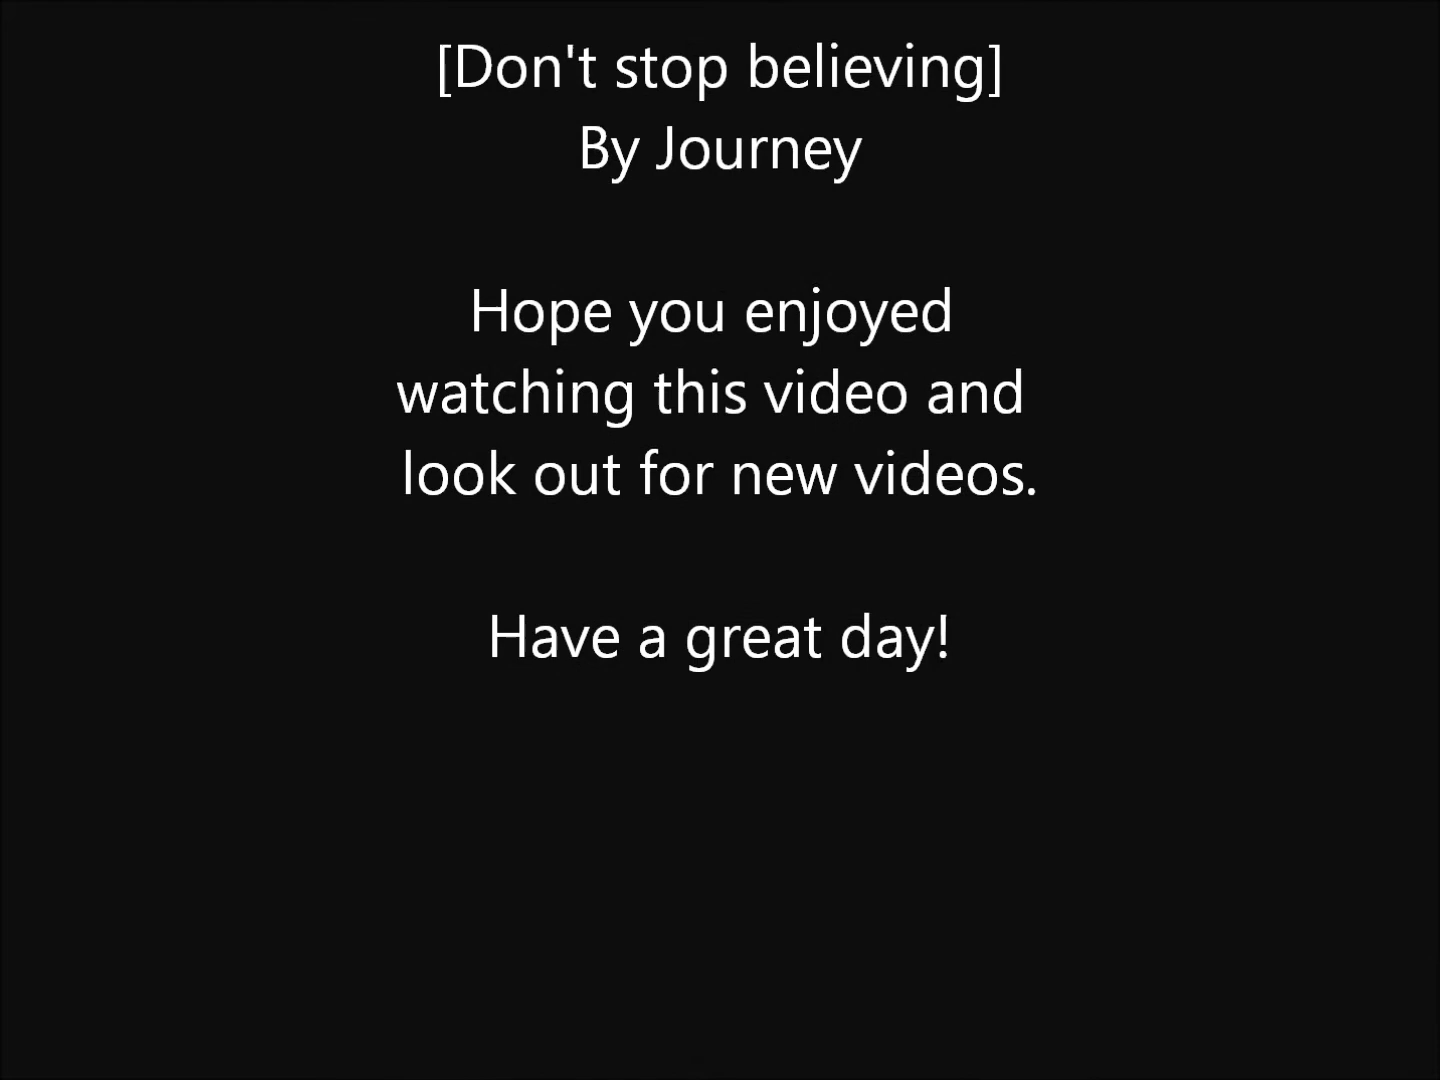 [Don't stop believing]
By Journey
Hope you enjoyed
watching this video and
look out for new videos.
Have a great day!